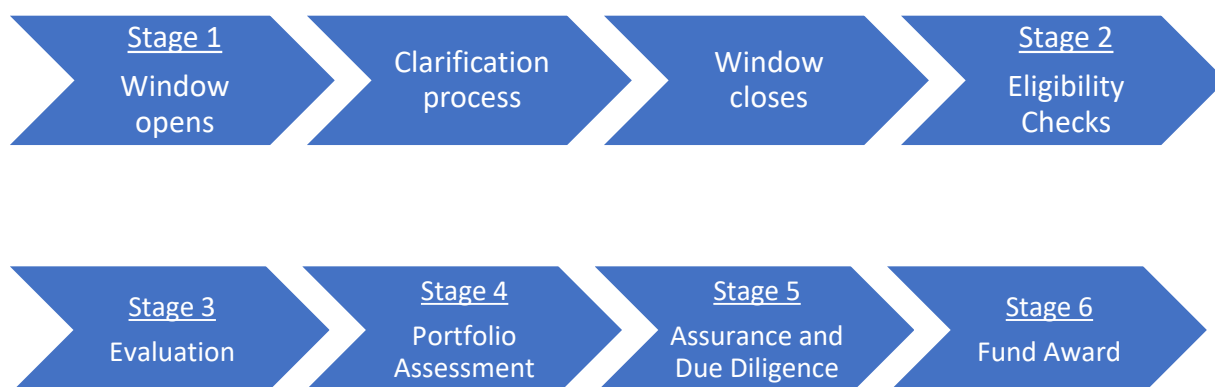 Stage 1
Window
opens
Clarification
process
Window
closes
Stage 2
Eligibility
Checks
Stage 3
Evaluation
Stage 4
Portfolio
Assessment
Stage 5
Assurance and
Due Diligence
Stage 6
Fund Award